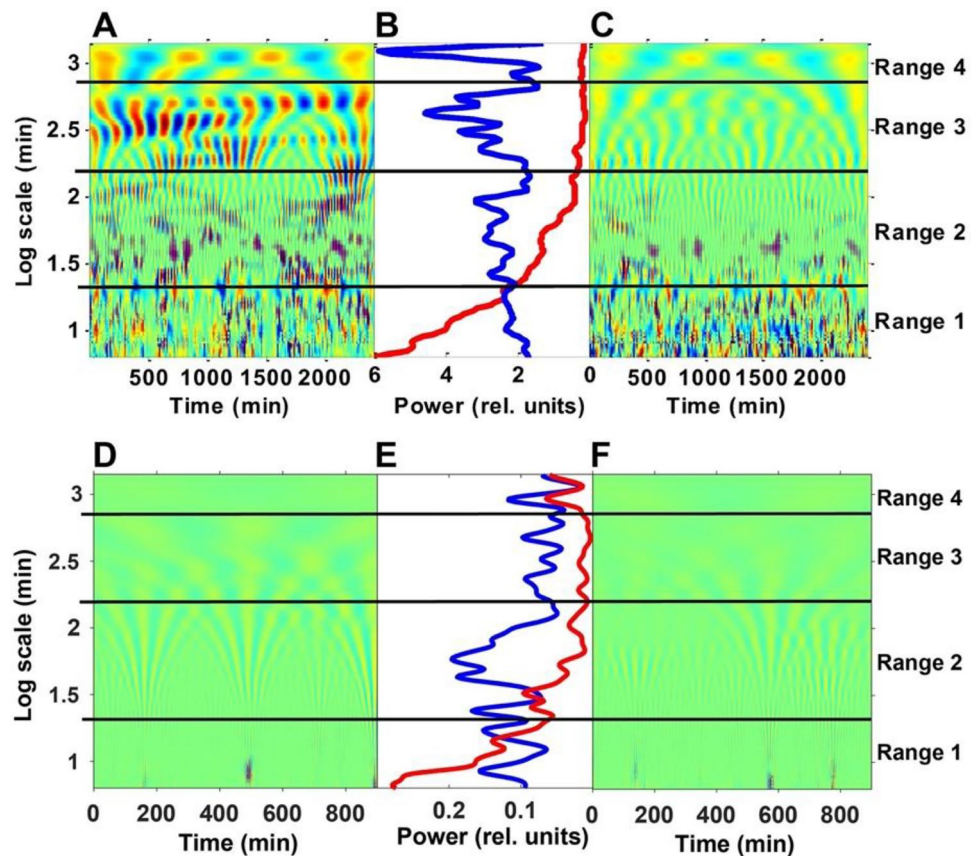 A B C
3
2.5
2
1.5
1
Log scale (min)
Range 4
Range 3
Range 2
Range 1
500 1000 1500 2000
6 4 2 0
500 1000 1500 2000
Time (min)
Power (rel. units)
Time (min)
D E F
3
2.5
2
1.5
1
Log scale (min)
Range 4
Range 3
Range 2
Range 1
0 200 400 600 800
0.2 0.1
0 200 400 600 800
Time (min)
Power (rel. units)
Time (min)